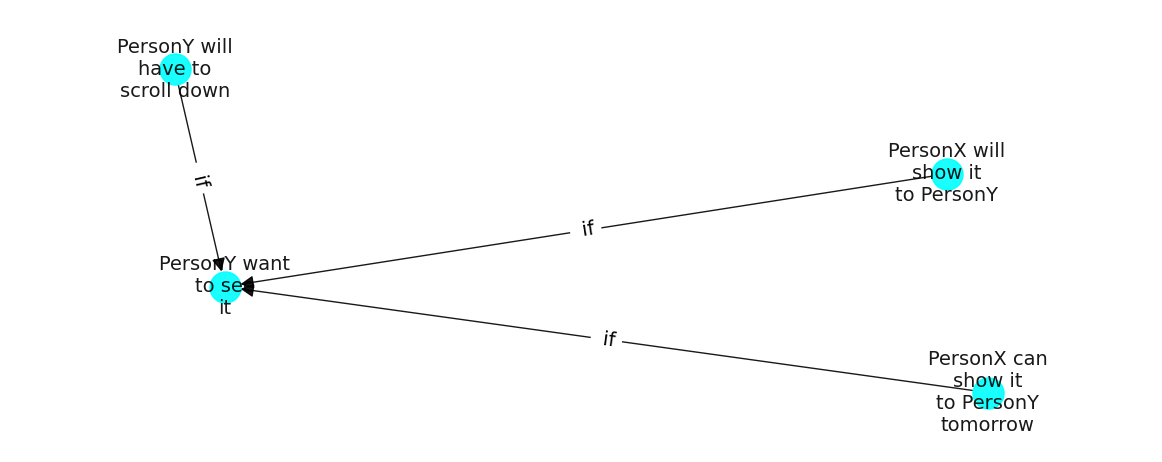 PersonY will
have to
scroll down
PersonX will
show it
to PersonY
if
if
PersonY want
to see
it
if
PersonX can
show it
to PersonY
tomorrow